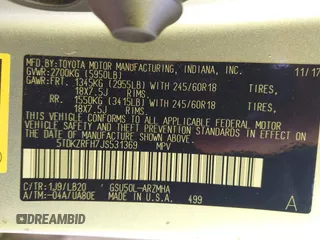 MFD.BY:TOYOTA MOTOR MANUFACTURING, INDIANA, INC.
GVWR:2700KG (5950LB) 11/17
GAWR:FRT. 1345KG (2955LB) WITH 245/60R18 TIRES,
18X7.5J RIMS.
RR. 1550KG (3415LB) WITH 245/60R18 TIRES,
18X7.5J RIMS.
THIS VEHICLE CONFORMS TO ALL APPLICABLE FEDERAL MOTOR
VEHICLE SAFETY STANDARDS IN EFFECT ON THE
DATE OF MANUFACTURE SHOWN ABOVE.
5TDKZRFH7JS531369 MPV
C/TR:1J9/LB20 GSU50L-ARZMHA
A/TM:-04A/UA80E MADE IN U.S.A. 499 A
DREAMBID